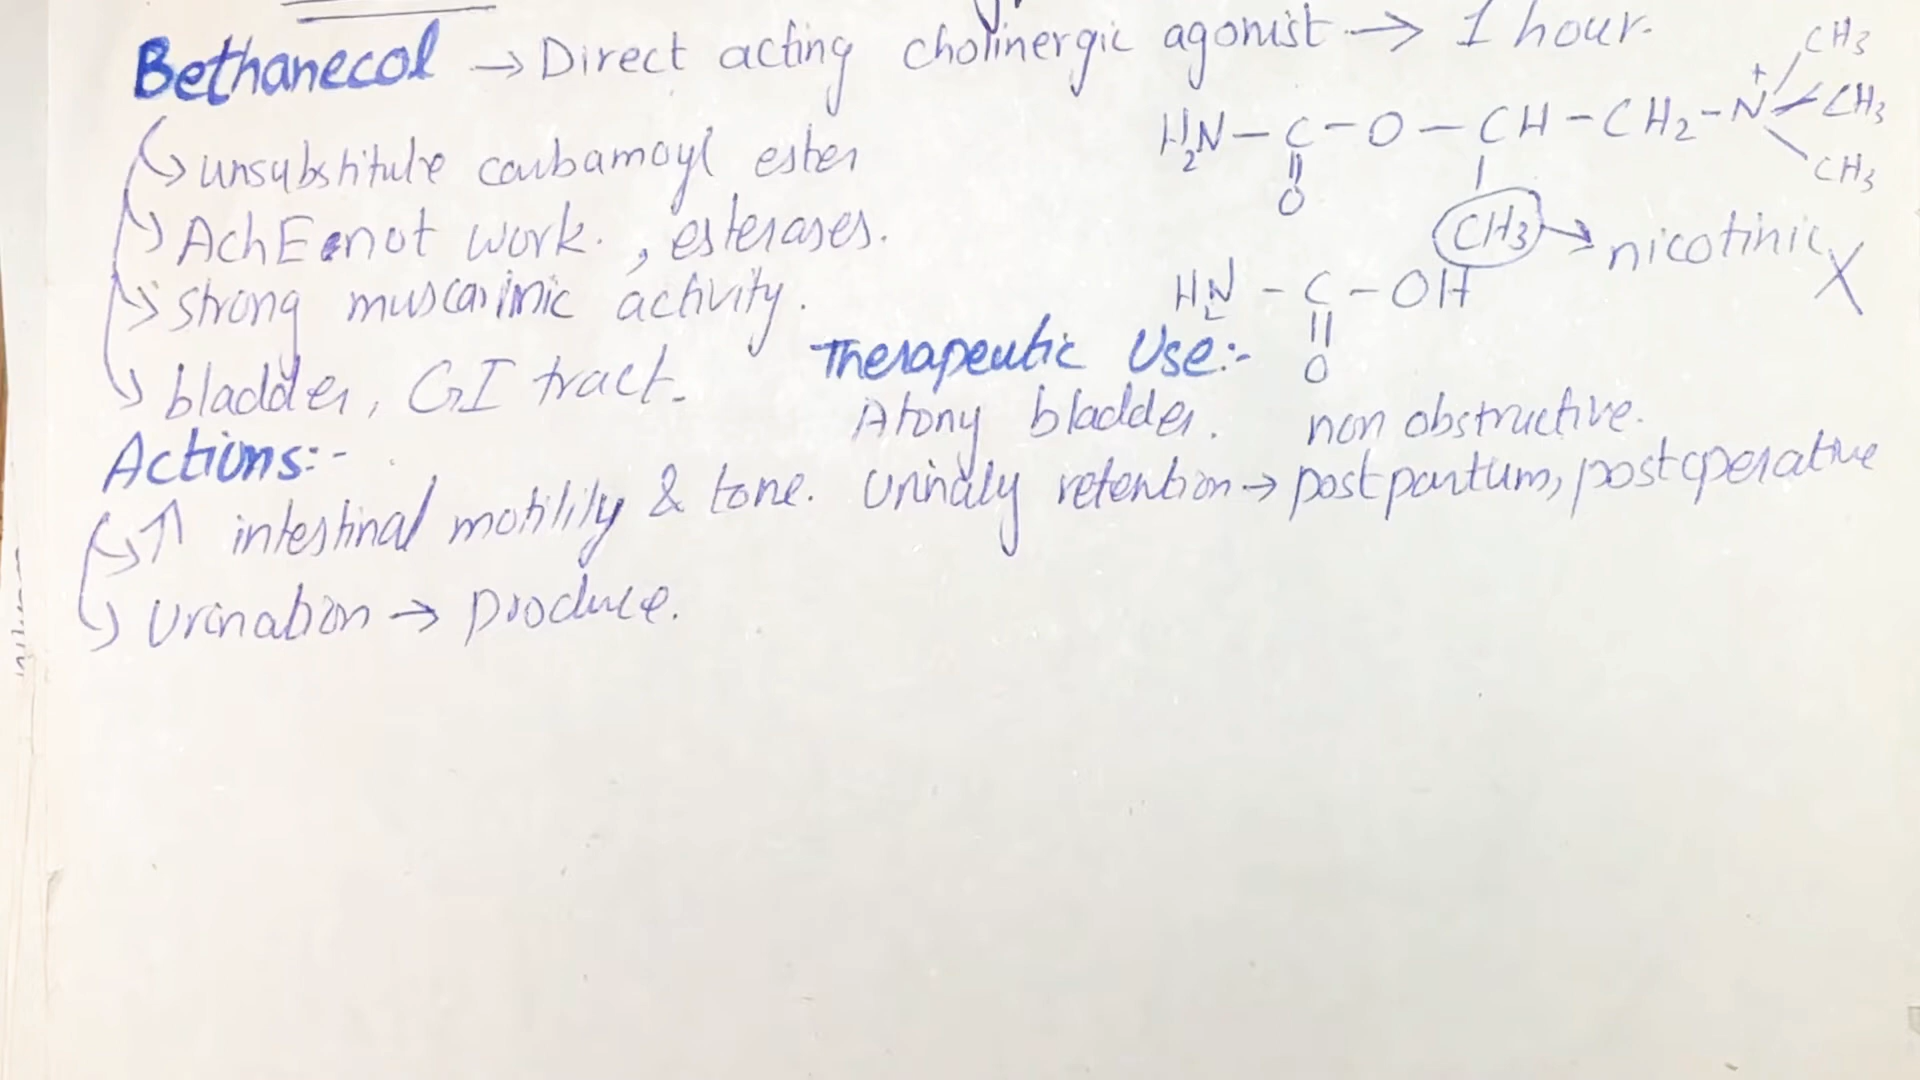 Bethanecol → Direct acting cholinergic agonist → 1 hour.
H₂N – C – O – CH – CH₂ – N⁺
CH₃
CH₃
CH₃
O
CH₃ → nicotinic X
unsubstitute carbamoyl ester
AchE not work. , esterases.
strong muscarinic activity.
bladder, GI tract.
H₂N – C – OH
O
Therapeutic Use:-
Atony bladder. non obstructive.
Urinaly retention → postpartum, postoperative
Actions:-
↑ intestinal motility & tone.
Urination → produce.